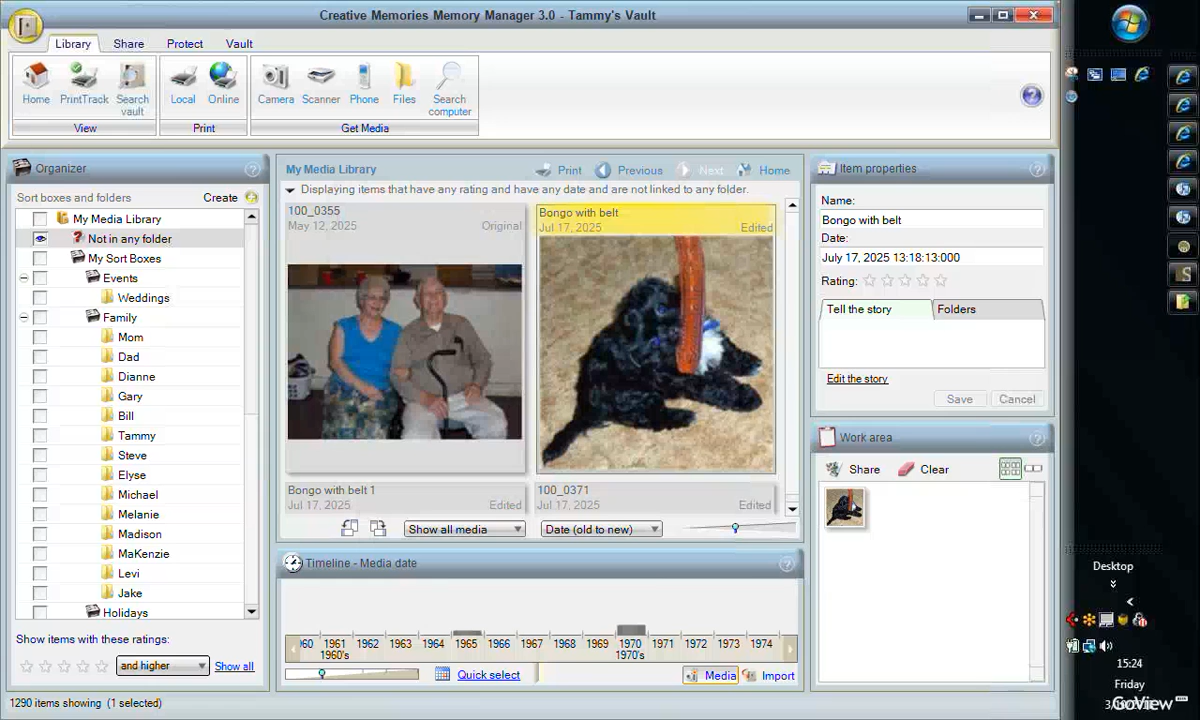 Creative Memories Memory Manager 3.0 - Tammy's Vault
Library Share Protect Vault
Home PrintTrack Search vault Local Online Camera Scanner Phone Files Search computer
View Print Get Media
Organizer
Sort boxes and folders Create
My Media Library
Not in any folder
My Sort Boxes
Events
Weddings
Family
Mom
Dad
Dianne
Gary
Bill
Tammy
Steve
Elyse
Michael
Melanie
Madison
MaKenzie
Levi
Jake
Holidays
Show items with these ratings:
and higher Show all
My Media Library Print Previous Next Home
Displaying items that have any rating and have any date and are not linked to any folder.
100_0355
May 12, 2025 Original
Bongo with belt
Jul 17, 2025 Edited
Bongo with belt 1
Jul 17, 2025 Edited
100_0371
Jul 17, 2025 Edited
Show all media Date (old to new)
Timeline - Media date
60 1961 1962 1963 1964 1965 1966 1967 1968 1969 1970 1971 1972 1973 1974
1960's 1970's
Quick select Media Import
Item properties
Name:
Bongo with belt
Date:
July 17, 2025 13:18:13:000
Rating:
Tell the story Folders
Edit the story
Save Cancel
Work area
Share Clear
1290 items showing (1 selected)
Desktop
15:24
Friday
GoView